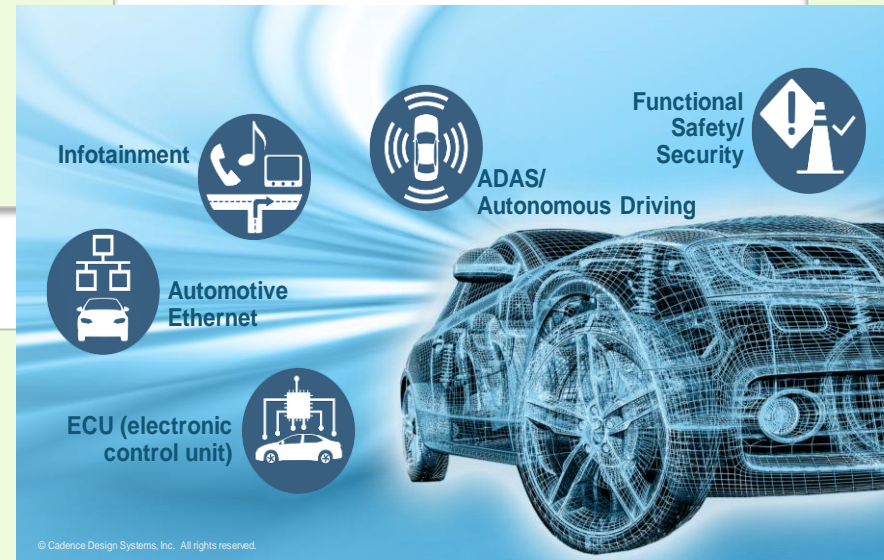 Functional
Safety/
Security
Infotainment
ADAS/
Autonomous Driving
Automotive
Ethernet
ECU (electronic
control unit)
© Cadence Design Systems, Inc. All rights reserved.